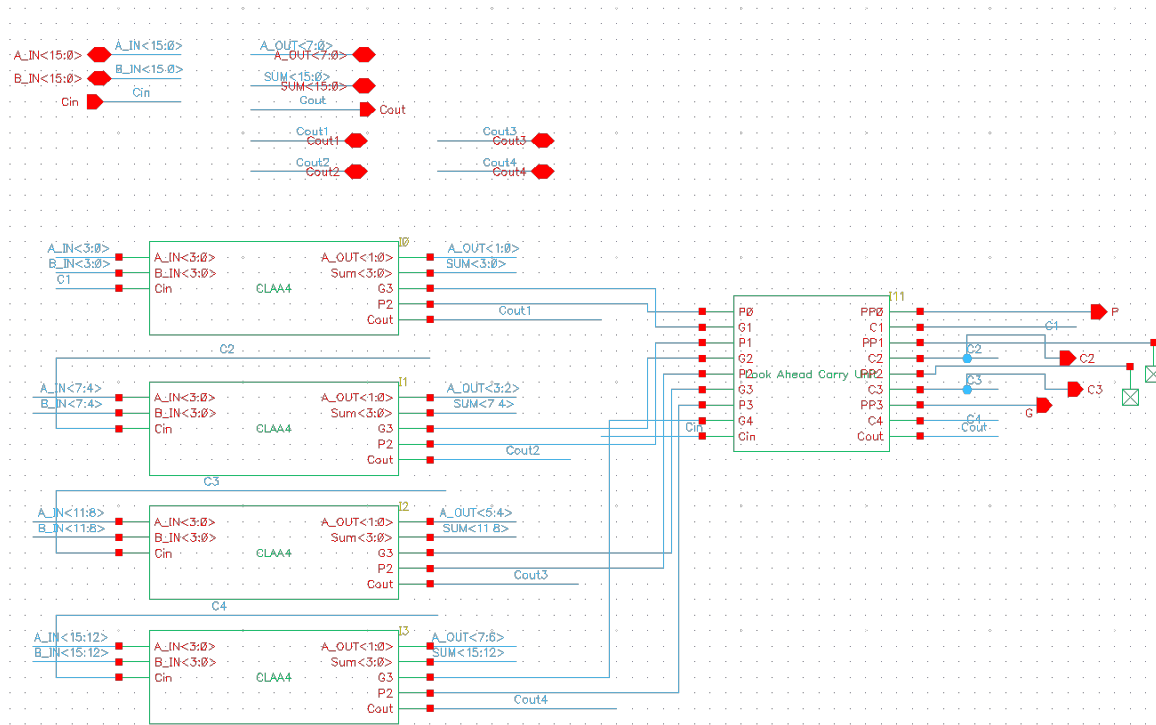 A_IN<15:0> A_IN<15:0> A_OUT<7:0> A_OUT<7:0>
B_IN<15:0> B_IN<15:0> SUM<15:0> SUM<15:0>
Cin Cin Cout Cout
Cout1 Cout1 Cout3 Cout3
Cout2 Cout2 Cout4 Cout4
I0
A_IN<3:0> A_IN<3:0> A_OUT<1:0> A_OUT<1:0>
B_IN<3:0> B_IN<3:0> Sum<3:0> SUM<3:0>
C1 Cin CLAA4 G3
P2
Cout Cout1
C2
I1
A_IN<7:4> A_IN<3:0> A_OUT<1:0> A_OUT<3:2>
B_IN<7:4> B_IN<3:0> Sum<3:0> SUM<7:4>
Cin CLAA4 G3
P2
Cout Cout2
C3
I2
A_IN<11:8> A_IN<3:0> A_OUT<1:0> A_OUT<5:4>
B_IN<11:8> B_IN<3:0> Sum<3:0> SUM<11:8>
Cin CLAA4 G3
P2
Cout Cout3
C4
I3
A_IN<15:12> A_IN<3:0> A_OUT<1:0> A_OUT<7:6>
B_IN<15:12> B_IN<3:0> Sum<3:0> SUM<15:12>
Cin CLAA4 G3
P2
Cout Cout4
I11
P0 PP0 P
G1 C1 C1
P1 PP1
G2 C2 C2 C2
P2 Look Ahead Carry Unit PP2
G3 C3 C3 C3
P3 PP3 G
G4 C4 C4
Cin Cin Cout Cout